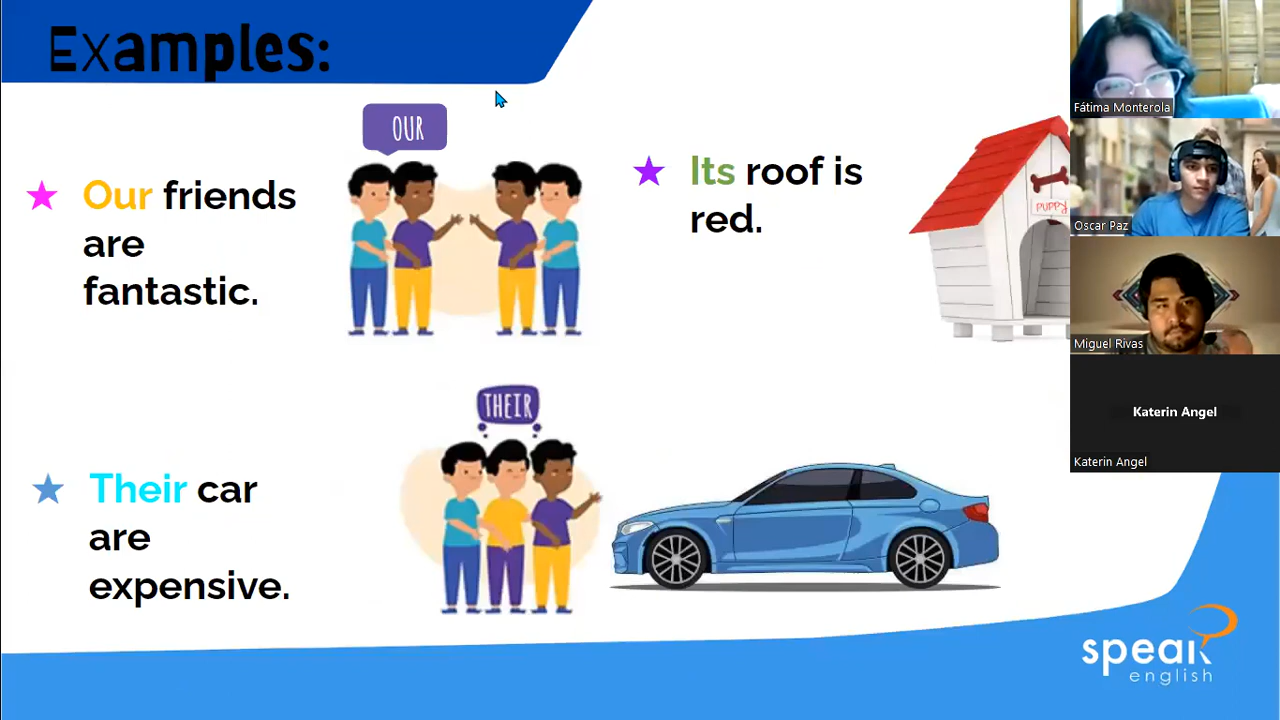 Examples:
OUR
Our friends
are
fantastic.
Its roof is
red.
PUPPY
THEIR
Their car
are
expensive.
speak
english
Fátima Monterola
Oscar Paz
Miguel Rivas
Katerin Angel
Katerin Angel